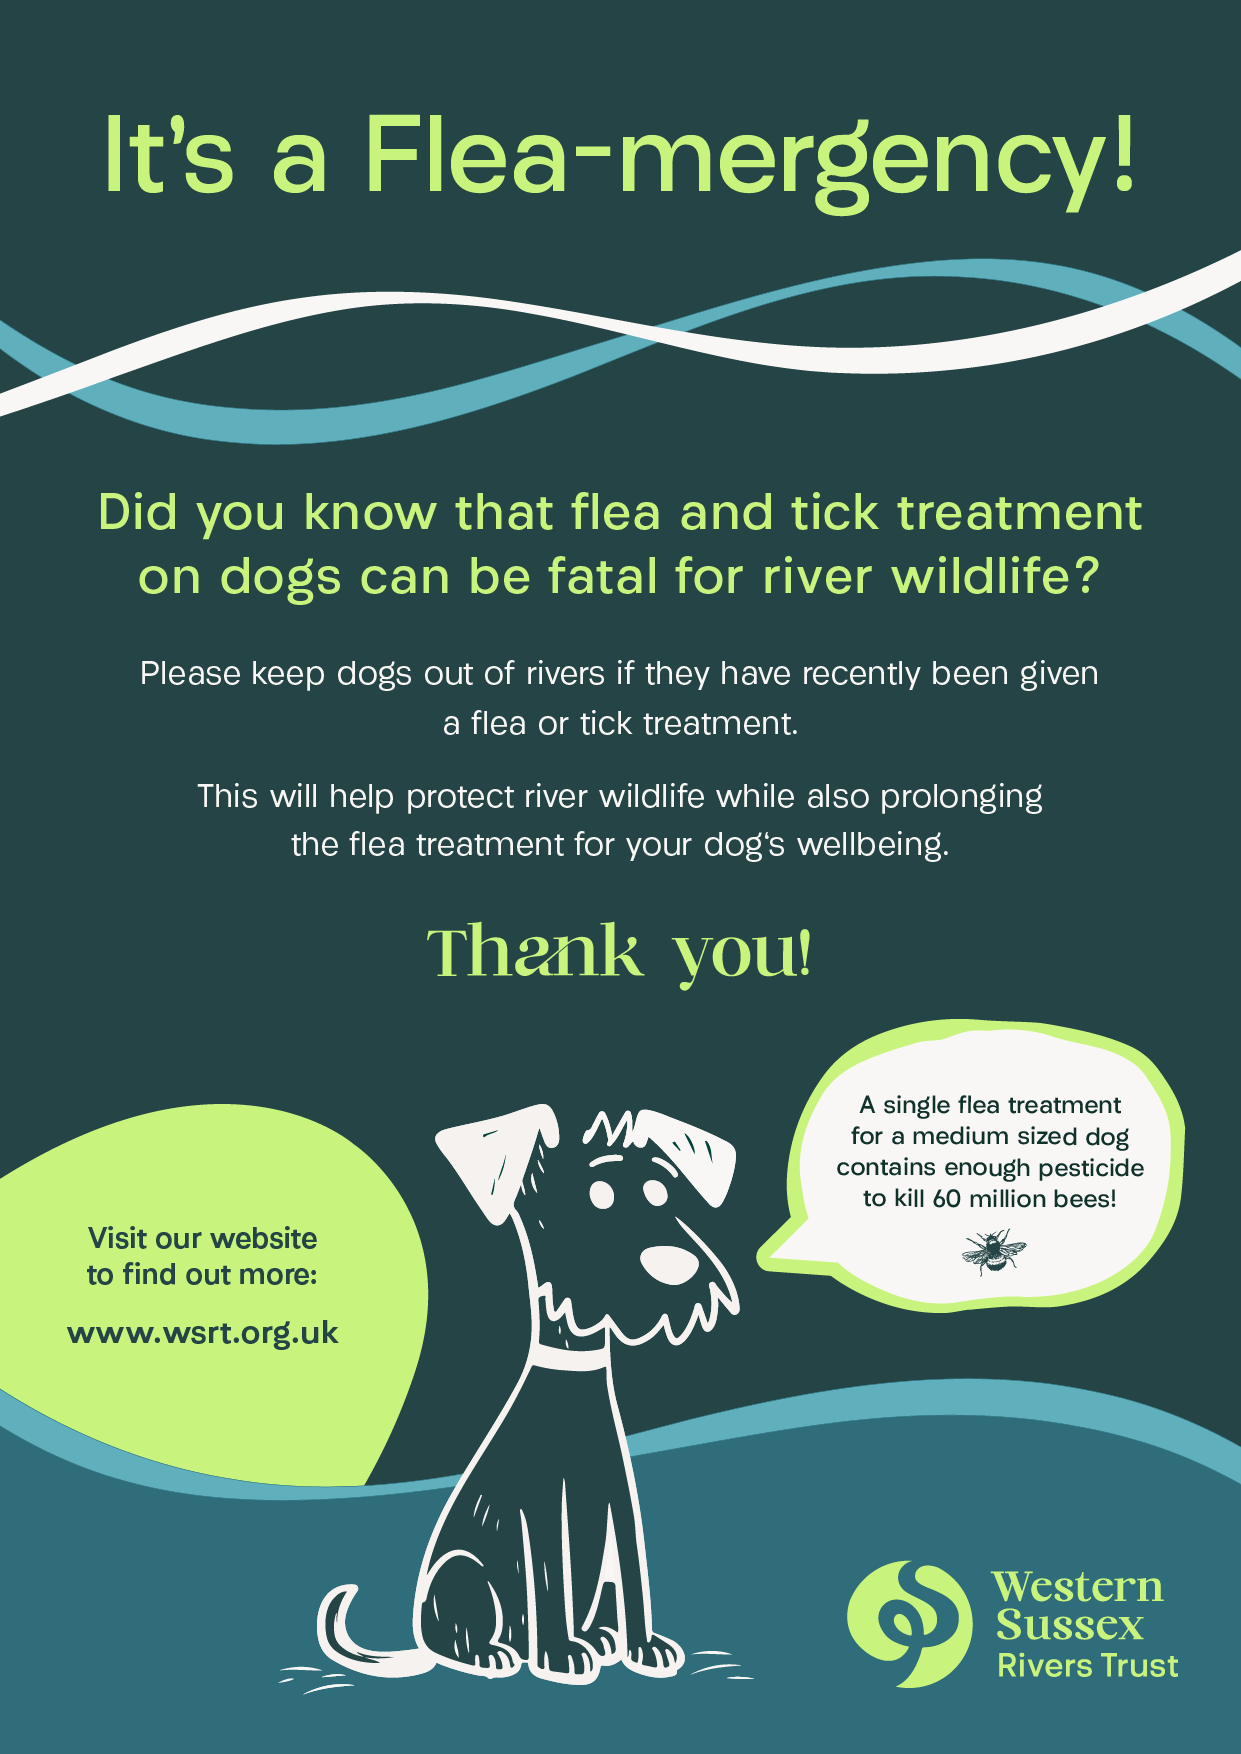 It's a Flea-mergency!
Did you know that flea and tick treatment
on dogs can be fatal for river wildlife?
Please keep dogs out of rivers if they have recently been given
a flea or tick treatment.
This will help protect river wildlife while also prolonging
the flea treatment for your dog‘s wellbeing.
Thank you!
A single flea treatment
for a medium sized dog
contains enough pesticide
to kill 60 million bees!
Visit our website
to find out more:
www.wsrt.org.uk
Western
Sussex
Rivers Trust